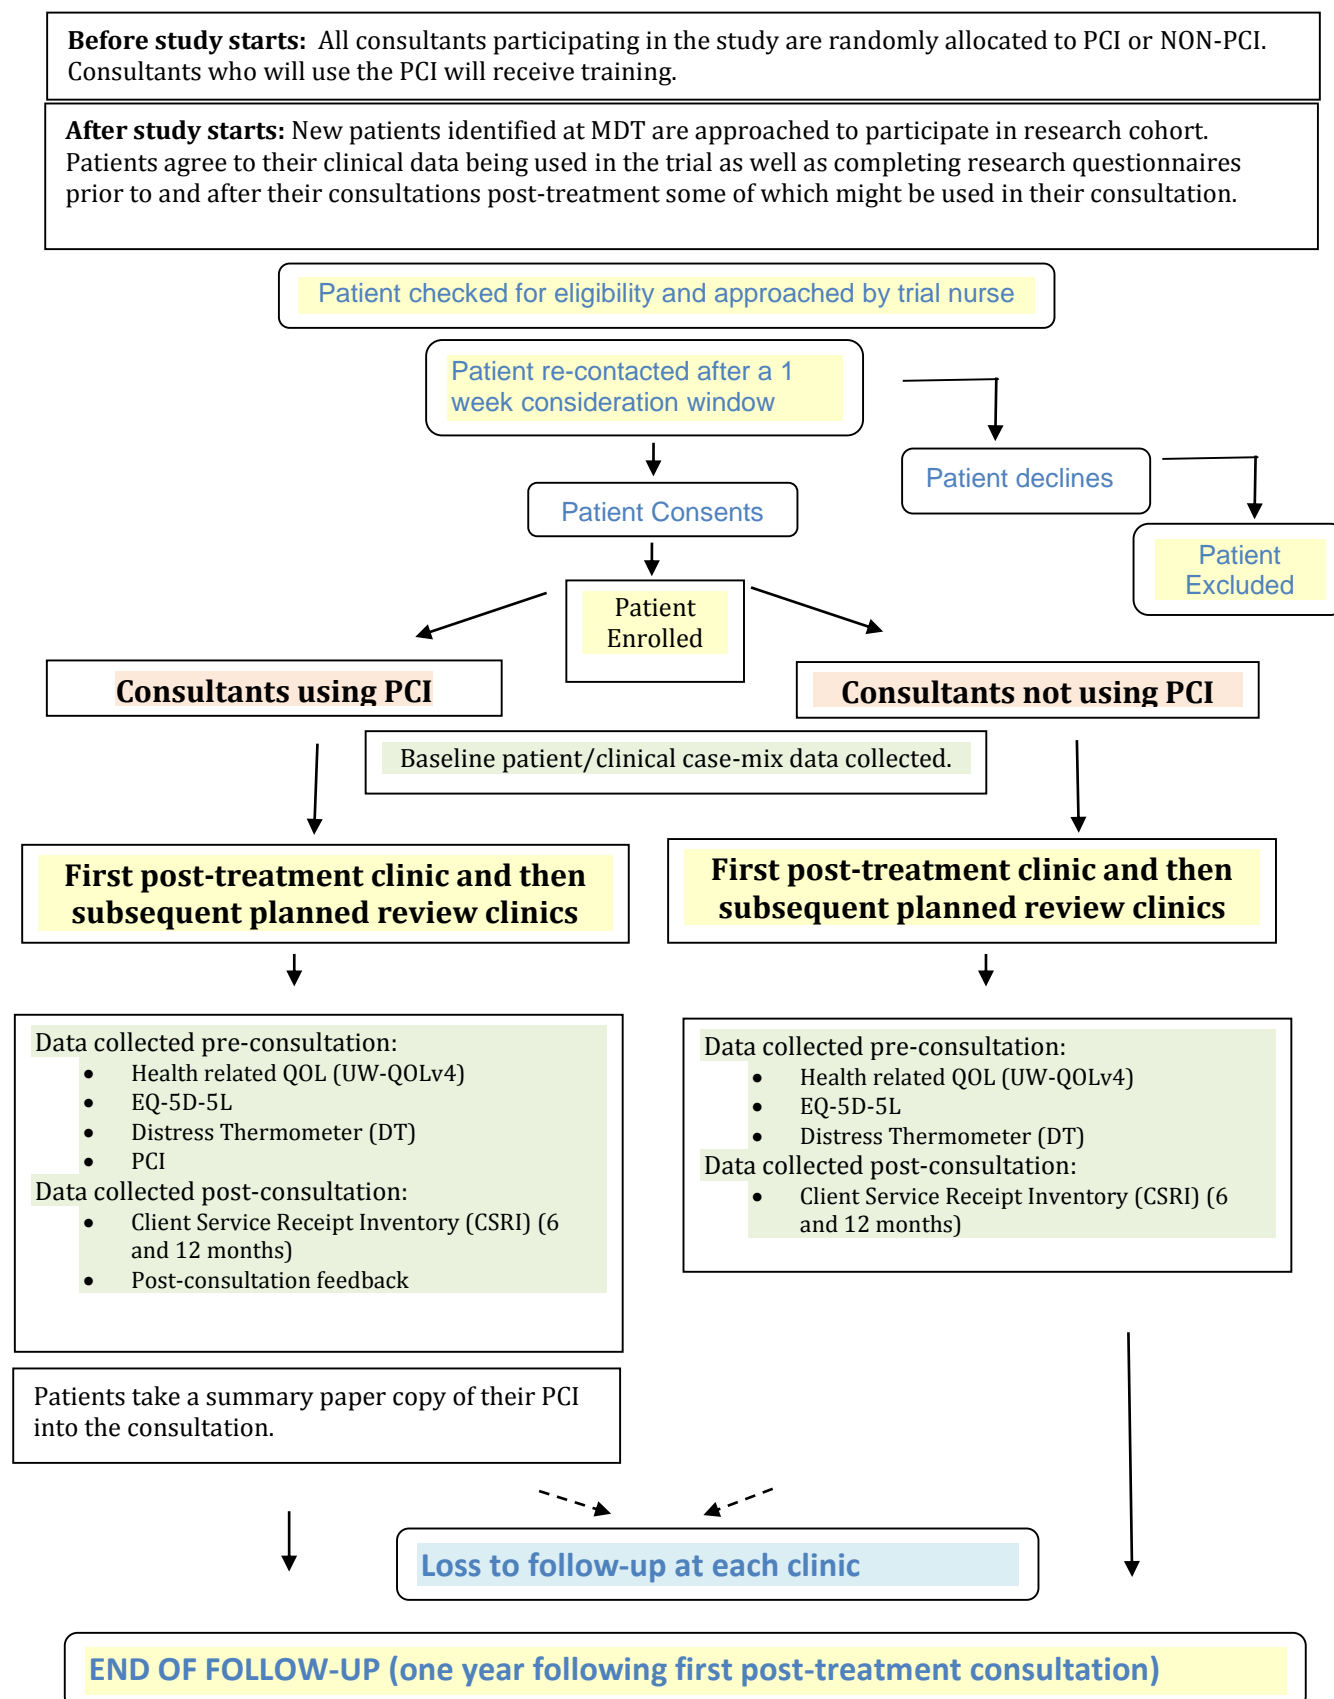 Before study starts: All consultants participating in the study are randomly allocated to PCI or NON-PCI.
Consultants who will use the PCI will receive training.
After study starts: New patients identified at MDT are approached to participate in research cohort.
Patients agree to their clinical data being used in the trial as well as completing research questionnaires
prior to and after their consultations post-treatment some of which might be used in their consultation.
Patient checked for eligibility and approached by trial nurse
Patient re-contacted after a 1
week consideration window
Patient declines
Patient Consents
Patient
Excluded
Patient
Enrolled
Consultants using PCI
Consultants not using PCI
Baseline patient/clinical case-mix data collected.
First post-treatment clinic and then
subsequent planned review clinics
First post-treatment clinic and then
subsequent planned review clinics
Data collected pre-consultation:
• Health related QOL (UW-QOLv4)
• EQ-5D-5L
• Distress Thermometer (DT)
• PCI
Data collected post-consultation:
• Client Service Receipt Inventory (CSRI) (6
and 12 months)
• Post-consultation feedback
Data collected pre-consultation:
• Health related QOL (UW-QOLv4)
• EQ-5D-5L
• Distress Thermometer (DT)
Data collected post-consultation:
• Client Service Receipt Inventory (CSRI) (6
and 12 months)
Patients take a summary paper copy of their PCI
into the consultation.
Loss to follow-up at each clinic
END OF FOLLOW-UP (one year following first post-treatment consultation)